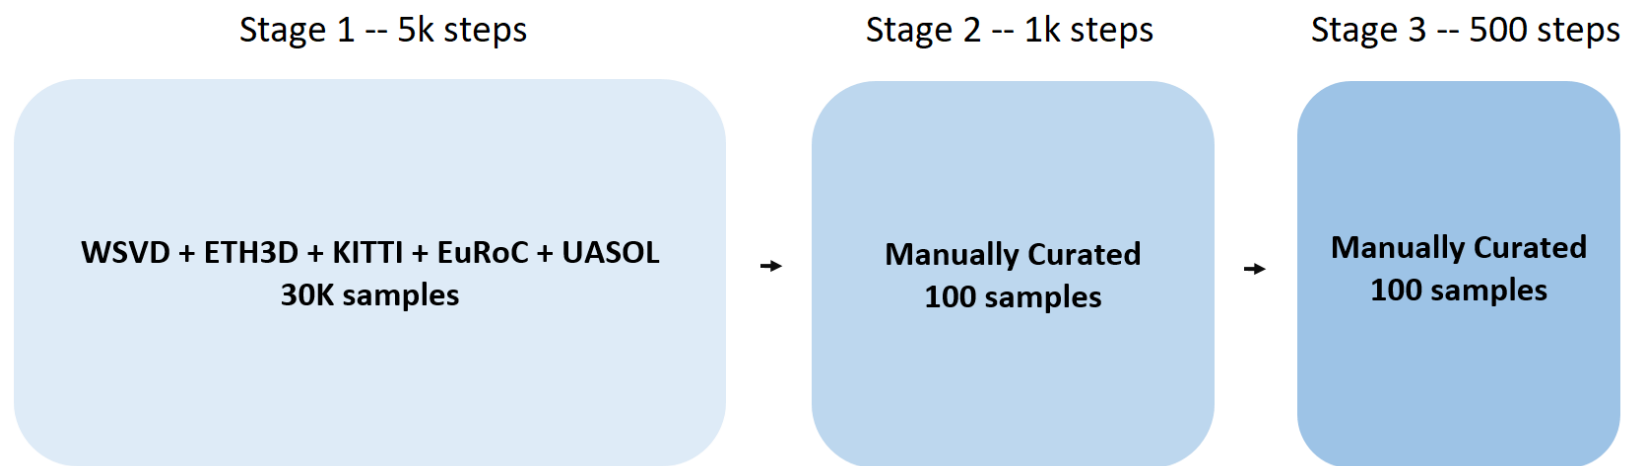 Stage 1 -- 5k steps
WSVD + ETH3D + KITTI + EuRoC + UASOL
30K samples
Stage 2 -- 1k steps
Manually Curated
100 samples
Stage 3 -- 500 steps
Manually Curated
100 samples